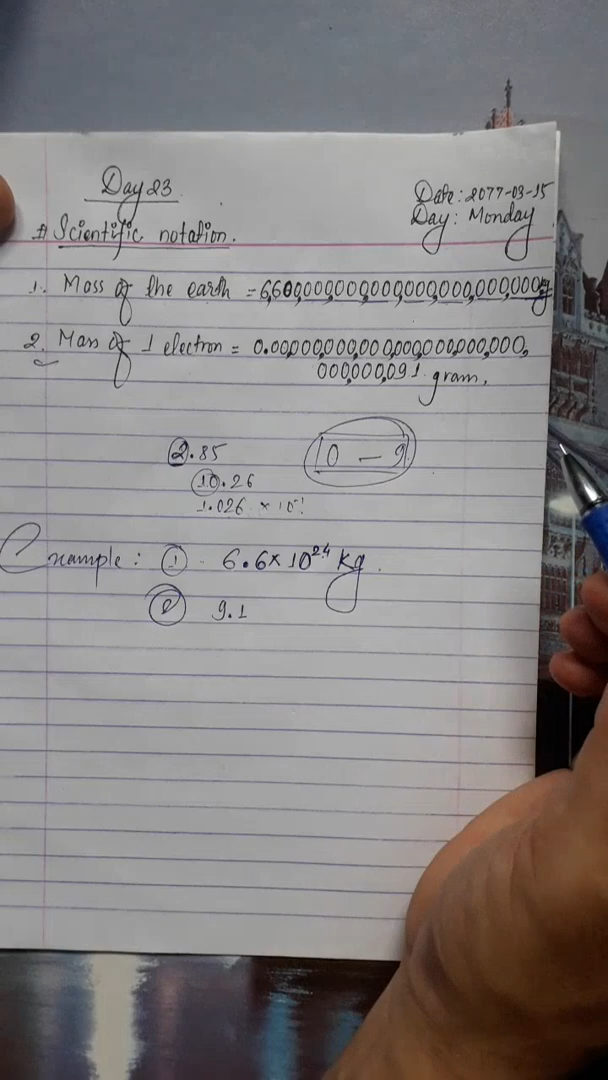 Day 23.
Date: 2077-03-15
Day: Monday
# Scientific notation.
1. Mass of the earth = 6,600,000,000,000,000,000,000,000 kg
2. Mass of 1 electron = 0.00,000,000,000,000,000,000,000,
000,000,091 gram.
2.85
10 — 9
10.26
1.026 × 10¹
Example: ① 6.6×10²⁴ kg.
② 9.1